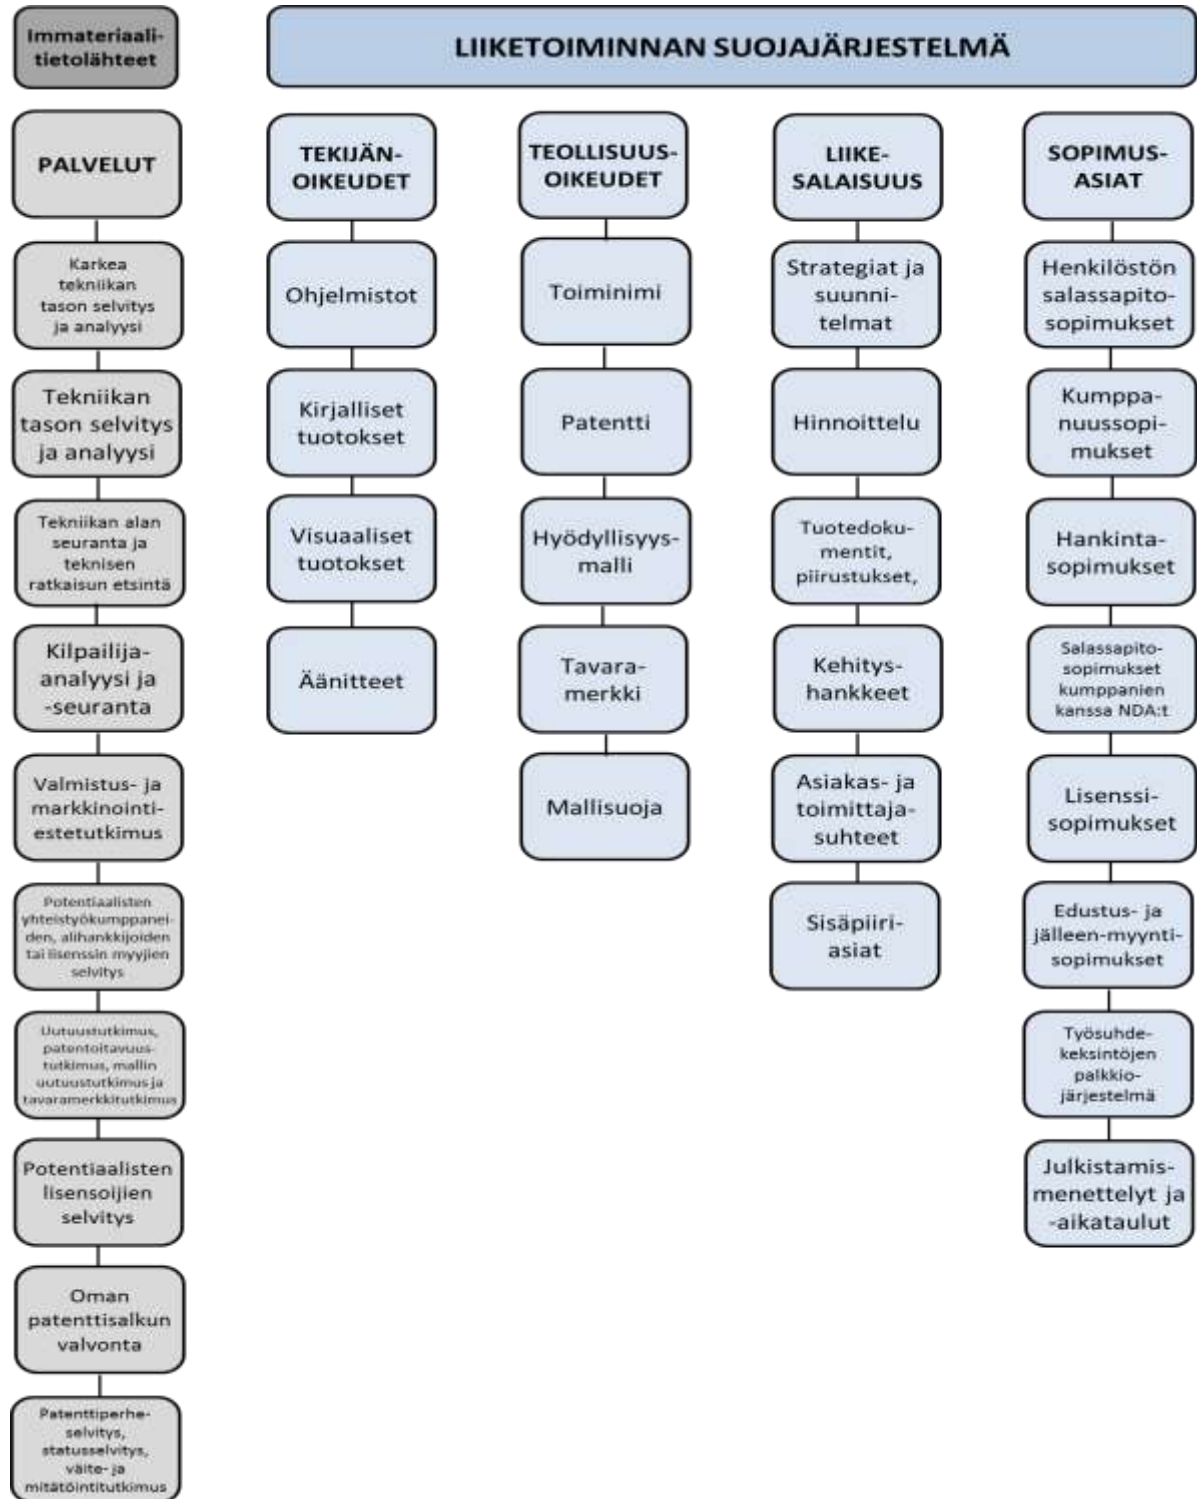 Immateriaali-
tietolähteet
LIIKETOIMINNAN SUOJAJÄRJESTELMÄ
PALVELUT
Karkea
tekniikan
tason selvitys
ja analyysi
Tekniikan
tason selvitys
ja analyysi
Tekniikan alan
seuranta ja
teknisen
ratkaisun etsintä
Kilpailija-
analyysi ja
-seuranta
Valmistus- ja
markkinointi-
estetutkimus
Potentiaalisten
yhteistyökumppanei-
den, alihankkijoiden
tai lisenssin myyjien
selvitys
Uutuustutkimus,
patentoitavuus-
tutkimus, mallin
uutuustutkimus ja
tavaramerkkitutkimus
Potentiaalisten
lisensoijien
selvitys
Oman
patenttisalkun
valvonta
Patenttiperhe-
selvitys,
statusselvitys,
väite- ja
mitätöintitutkimus
TEKIJÄN-
OIKEUDET
Ohjelmistot
Kirjalliset
tuotokset
Visuaaliset
tuotokset
Äänitteet
TEOLLISUUS-
OIKEUDET
Toiminimi
Patentti
Hyödyllisyys-
malli
Tavara-
merkki
Mallisuoja
LIIKE-
SALAISUUS
Strategiat ja
suunni-
telmat
Hinnoittelu
Tuotedoku-
mentit,
piirustukset,
Kehitys-
hankkeet
Asiakas- ja
toimittaja-
suhteet
Sisäpiiri-
asiat
SOPIMUS-
ASIAT
Henkilöstön
salassapito-
sopimukset
Kumppa-
nuussopi-
mukset
Hankinta-
sopimukset
Salassapito-
sopimukset
kumppanien
kanssa NDA:t
Lisenssi-
sopimukset
Edustus- ja
jälleen-myynti-
sopimukset
Työsuhde-
keksintöjen
palkkio-
järjestelmä
Julkistamis-
menettelyt ja
-aikataulut